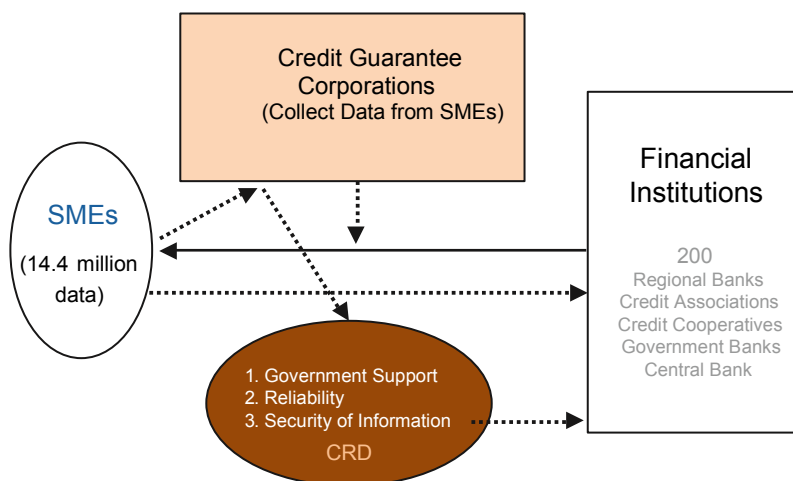 Credit Guarantee
Corporations
(Collect Data from SMEs)
SMEs
(14.4 million
data)
Financial
Institutions
200
Regional Banks
Credit Associations
Credit Cooperatives
Government Banks
Central Bank
1. Government Support
2. Reliability
3. Security of Information
CRD